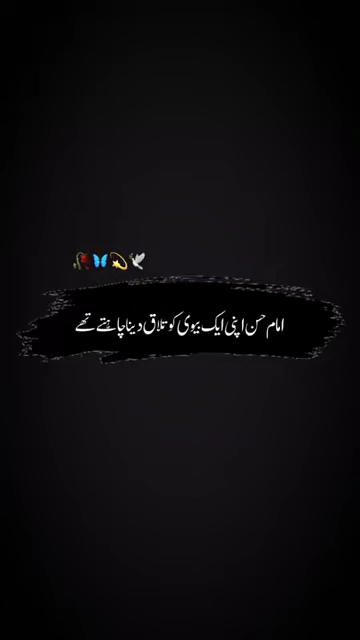 🥀🦋💫🕊️
امام حسن اپنی ایک بیوی کو تلاق دینا چاہتے تھے